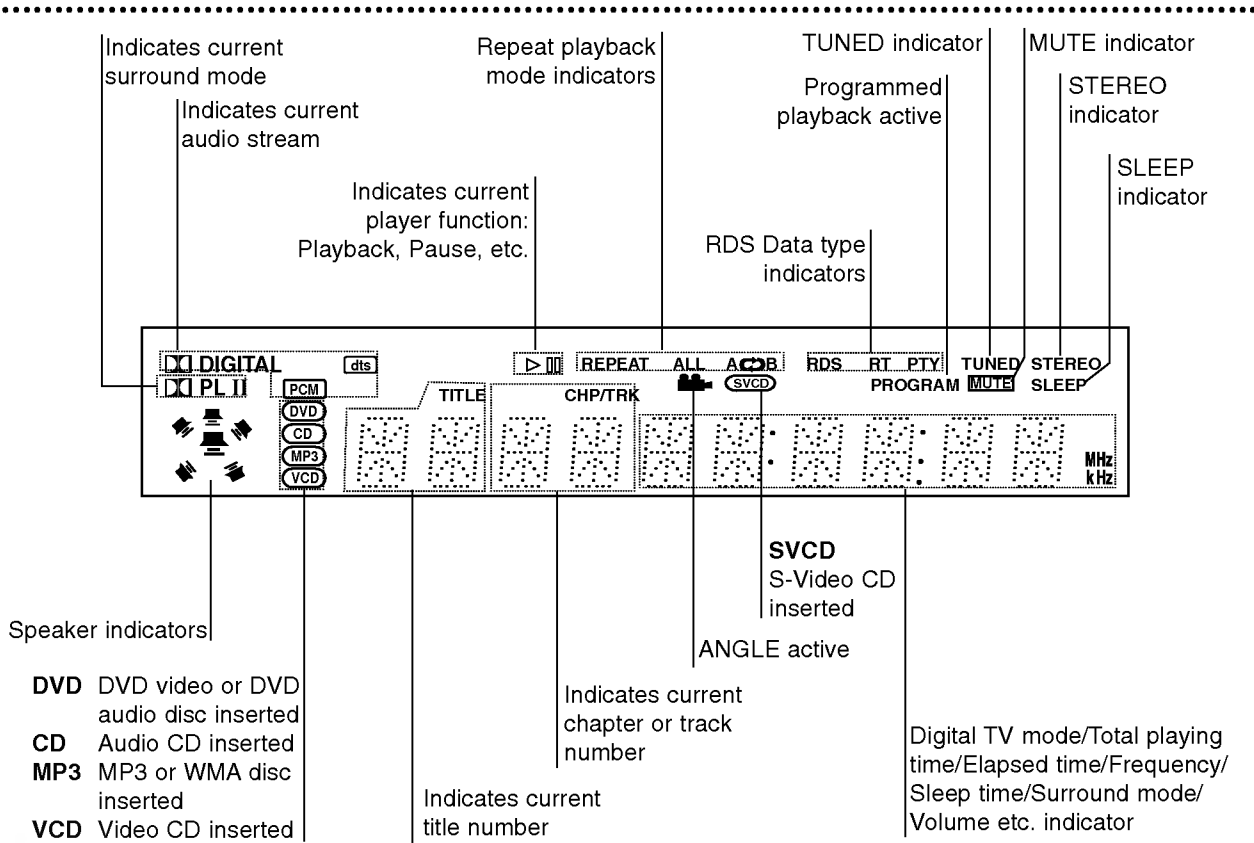 Indicates current
surround mode
Indicates current
audio stream
Indicates current
player function:
Playback, Pause, etc.
Repeat playback
mode indicators
RDS Data type
indicators
Programmed
playback active
TUNED indicator
MUTE indicator
STEREO
indicator
SLEEP
indicator
DIGITAL dts
REPEAT ALL A B
RDS RT PTY TUNED STEREO
PL II PCM
SVCD PROGRAM MUTE SLEEP
TITLE CHP/TRK
DVD
CD
MP3
VCD
MHz
kHz
Speaker indicators
DVD DVD video or DVD
audio disc inserted
CD Audio CD inserted
MP3 MP3 or WMA disc
inserted
VCD Video CD inserted
Indicates current
title number
Indicates current
chapter or track
number
ANGLE active
SVCD
S-Video CD
inserted
Digital TV mode/Total playing
time/Elapsed time/Frequency/
Sleep time/Surround mode/
Volume etc. indicator